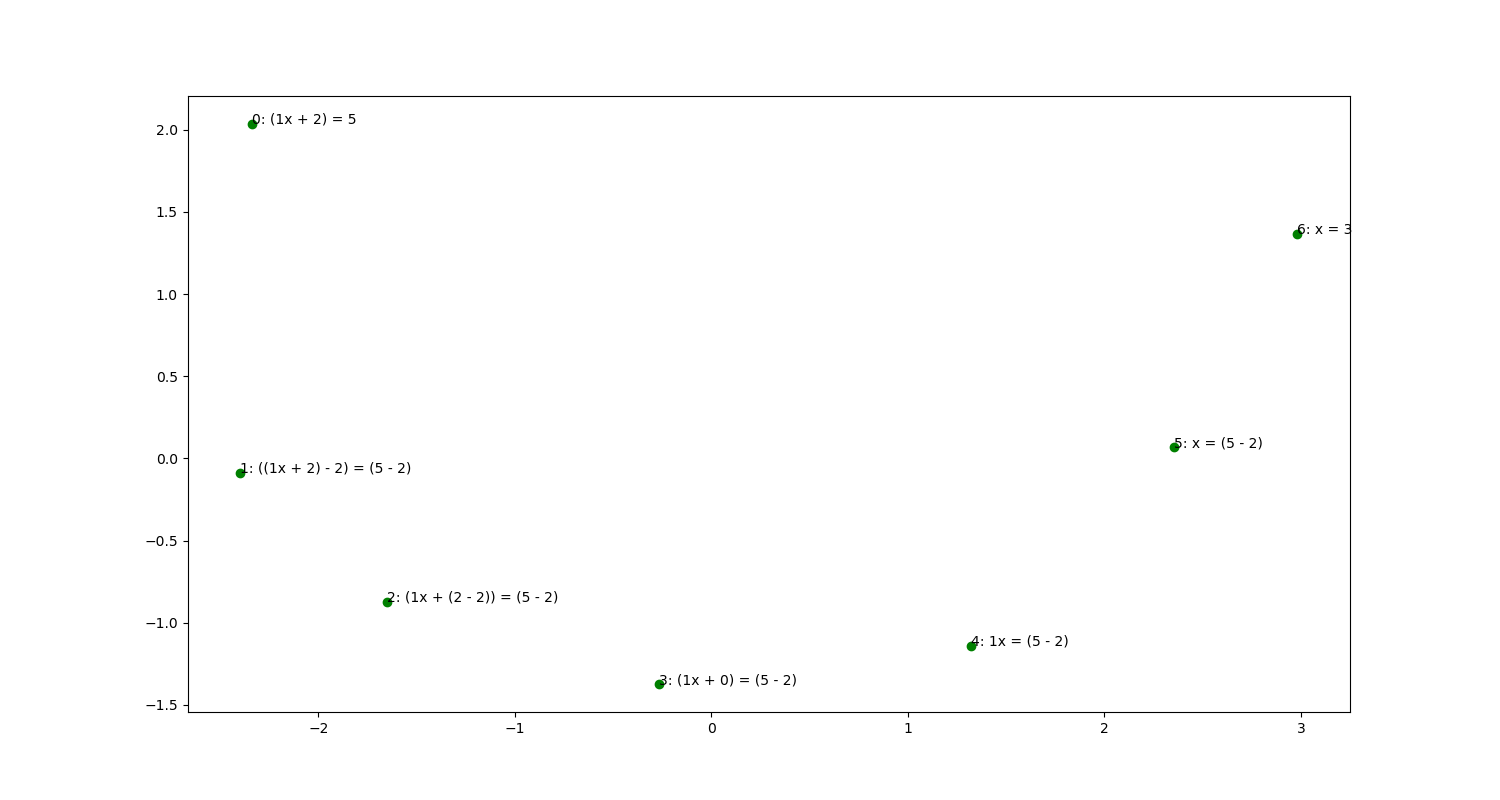 2.0
1.5
1.0
0.5
0.0
−0.5
−1.0
−1.5
0: (1x + 2) = 5
6: x = 3
5: x = (5 - 2)
1: ((1x + 2) - 2) = (5 - 2)
2: (1x + (2 - 2)) = (5 - 2)
4: 1x = (5 - 2)
3: (1x + 0) = (5 - 2)
−2 −1 0 1 2 3